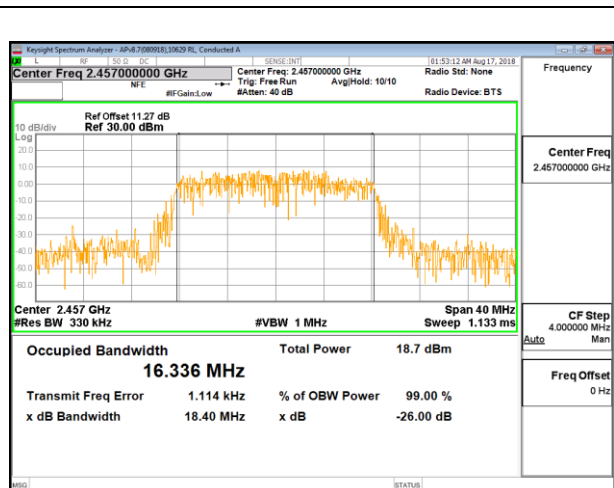 Keysight Spectrum Analyzer - APv8.7(080918),10629 RL, Conducted A
L RF 50 Ω DC SENSE:INT 01:53:12 AM Aug 17, 2018
Center Freq 2.457000000 GHz Center Freq: 2.457000000 GHz Radio Std: None Frequency
NFE Trig: Free Run Avg|Hold: 10/10
#IFGain:Low #Atten: 40 dB Radio Device: BTS
Ref Offset 11.27 dB
10 dB/div Ref 30.00 dBm
Log
20.0
10.0
0.00
-10.0
-20.0
-30.0
-40.0
-50.0
-60.0
Center Freq
2.457000000 GHz
Center 2.457 GHz Span 40 MHz
#Res BW 330 kHz #VBW 1 MHz Sweep 1.133 ms
CF Step
4.000000 MHz
Auto Man
Occupied Bandwidth Total Power 18.7 dBm
16.336 MHz
Freq Offset
0 Hz
Transmit Freq Error 1.114 kHz % of OBW Power 99.00 %
x dB Bandwidth 18.40 MHz x dB -26.00 dB
MSG STATUS